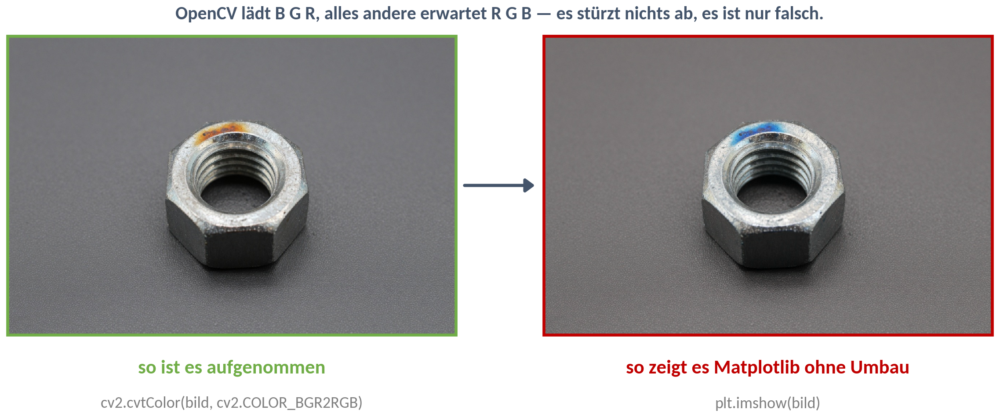 OpenCV lädt B G R, alles andere erwartet R G B — es stürzt nichts ab, es ist nur falsch.
so ist es aufgenommen
cv2.cvtColor(bild, cv2.COLOR_BGR2RGB)
so zeigt es Matplotlib ohne Umbau
plt.imshow(bild)